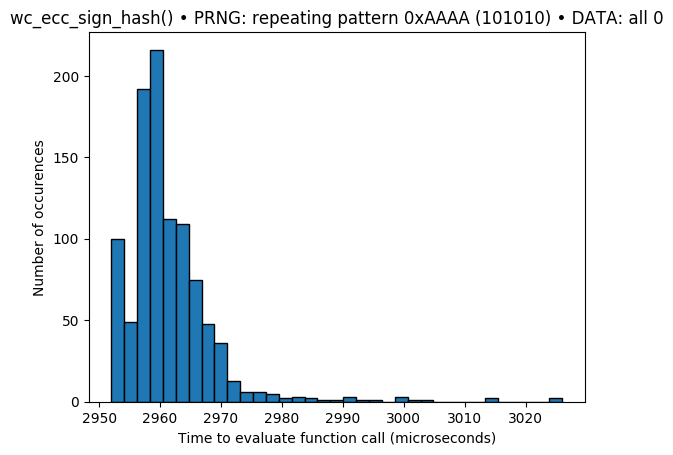 wc_ecc_sign_hash() • PRNG: repeating pattern 0xAAAA (101010) • DATA: all 0
200
150
100
50
0
Number of occurences
2950 2960 2970 2980 2990 3000 3010 3020
Time to evaluate function call (microseconds)